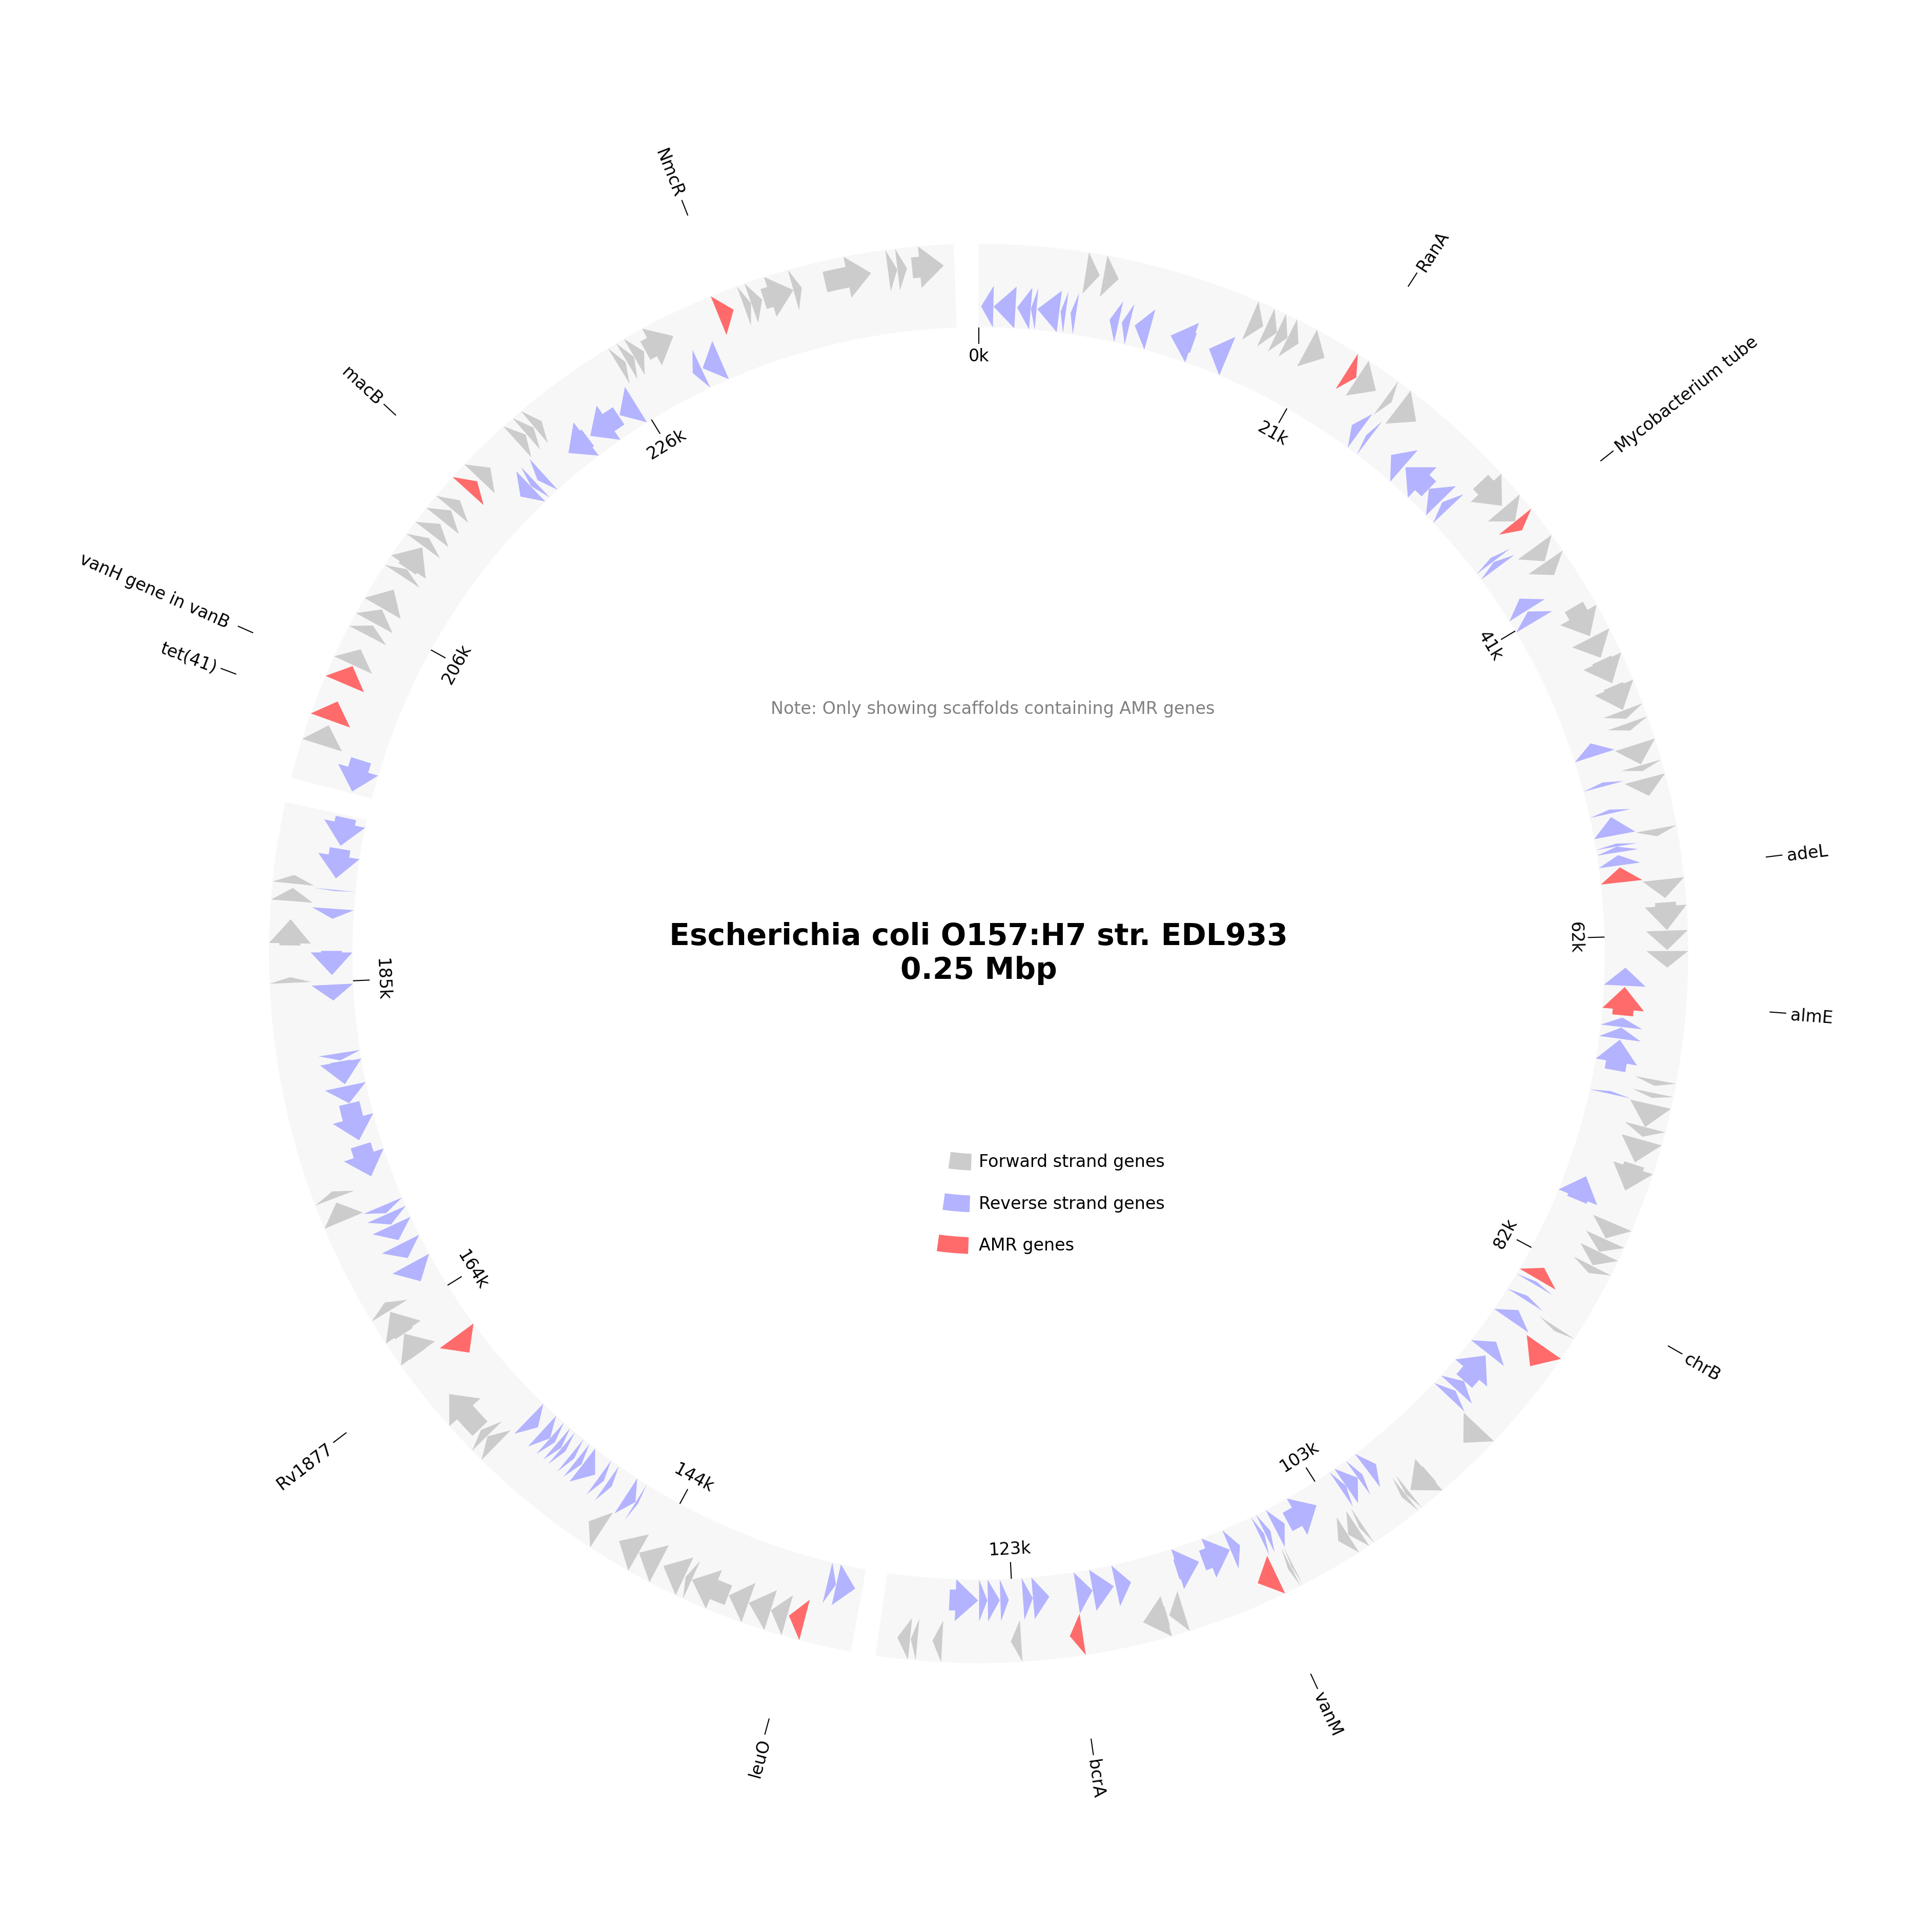 NmcR
RanA
Mycobacterium tube
macB
0k
21k
226k
vanH gene in vanB
tet(41)
206k
41k
Note: Only showing scaffolds containing AMR genes
adeL
Escherichia coli O157:H7 str. EDL933
0.25 Mbp
62k
185k
almE
Forward strand genes
Reverse strand genes
AMR genes
82k
164k
chrB
103k
Rv1877
144k
123k
vanM
leuO
bcrA